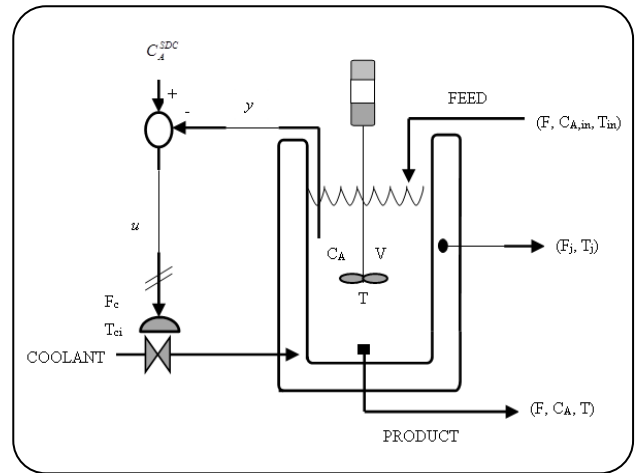 C_A^SDC
+
-
y
FEED
(F, C_A,in, T_in)
u
C_A V
T
(F_j, T_j)
F_c
T_ci
COOLANT
(F, C_A, T)
PRODUCT